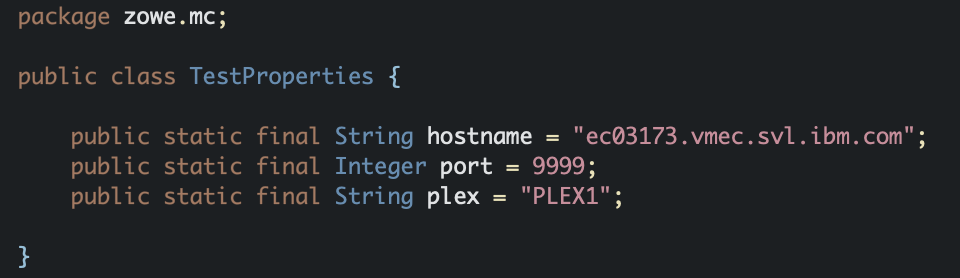 package zowe.mc;
public class TestProperties {
public static final String hostname = "ec03173.vmec.svl.ibm.com";
public static final Integer port = 9999;
public static final String plex = "PLEX1";
}